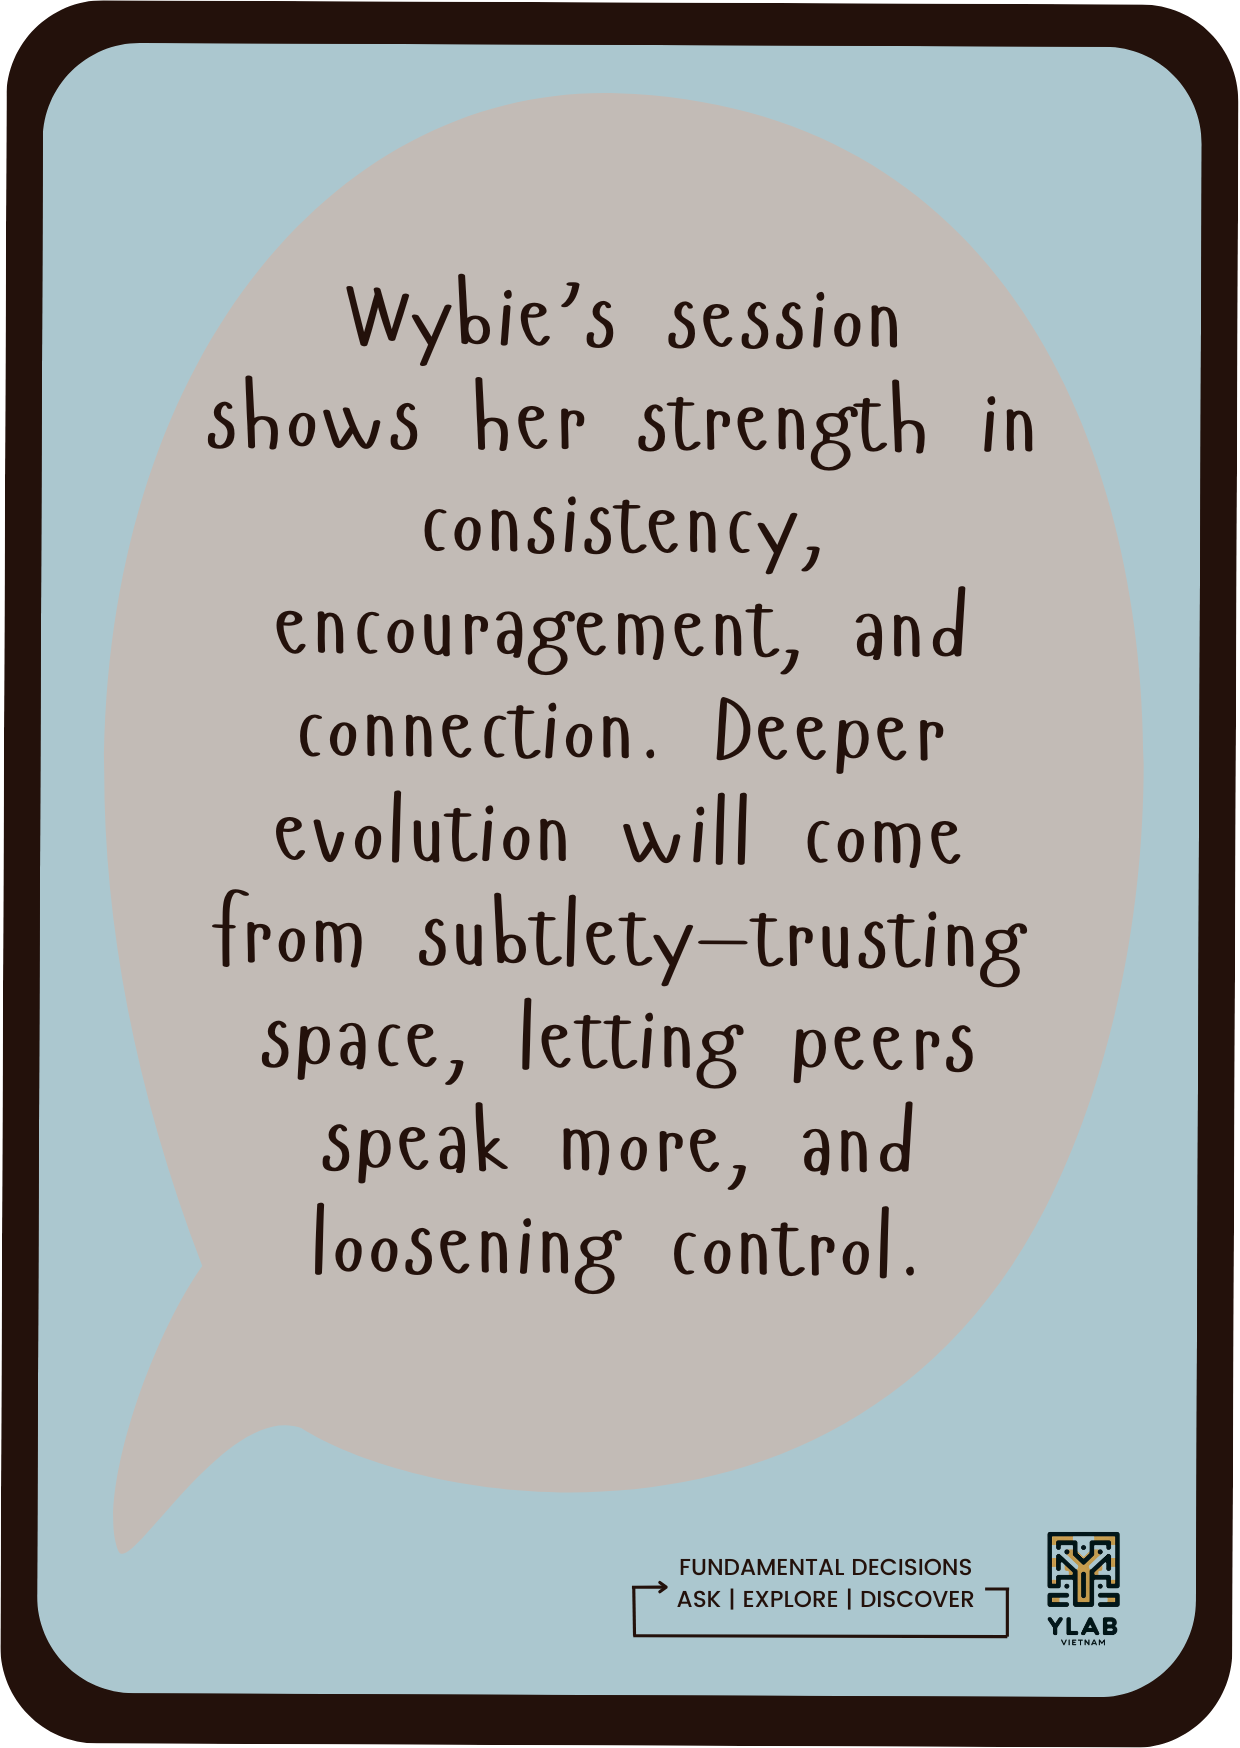 Wybie’s session
shows her strength in
consistency,
encouragement, and
connection. Deeper
evolution will come
from subtlety—trusting
space, letting peers
speak more, and
loosening control.
FUNDAMENTAL DECISIONS
ASK | EXPLORE | DISCOVER
YLAB
VIETNAM